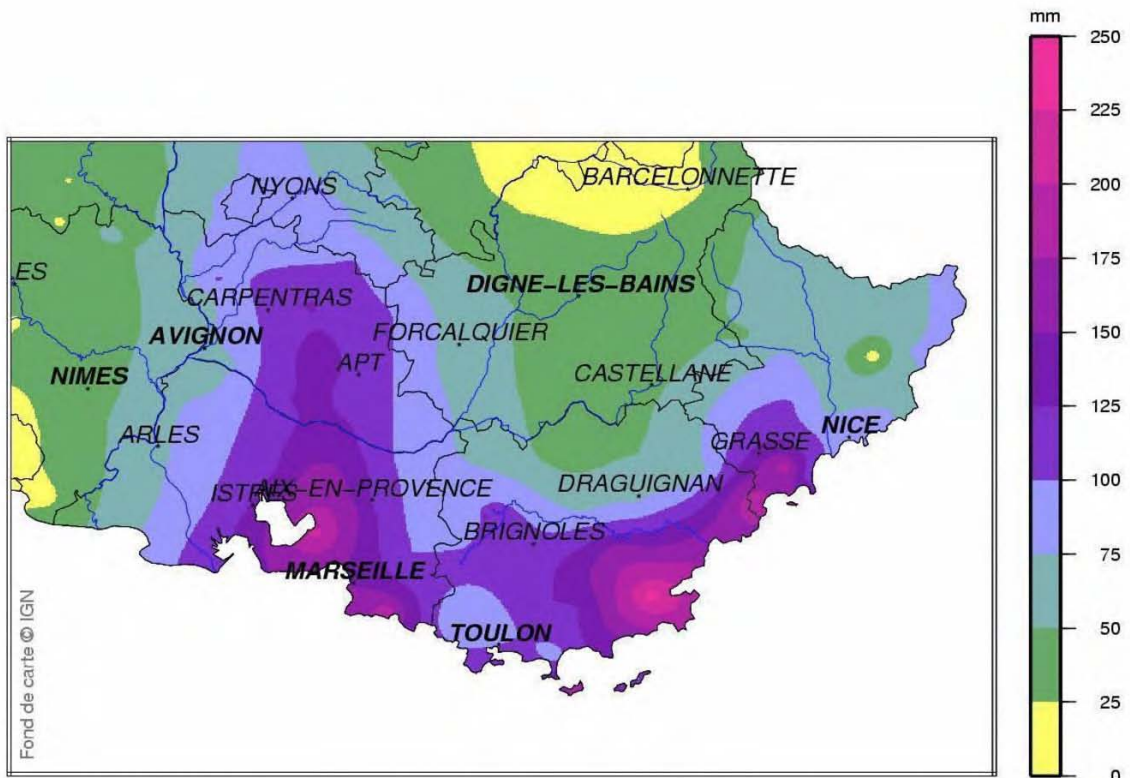 mm
250
225
200
175
150
125
100
75
50
25
0
NYONS
BARCELONNETTE
ES
DIGNE-LES-BAINS
CARPENTRAS
AVIGNON
FORCALQUIER
APT
NIMES
CASTELLANE
ARLES
NICE
GRASSE
ISTRES
AIX-EN-PROVENCE
DRAGUIGNAN
BRIGNOLES
MARSEILLE
TOULON
Fond de carte © IGN